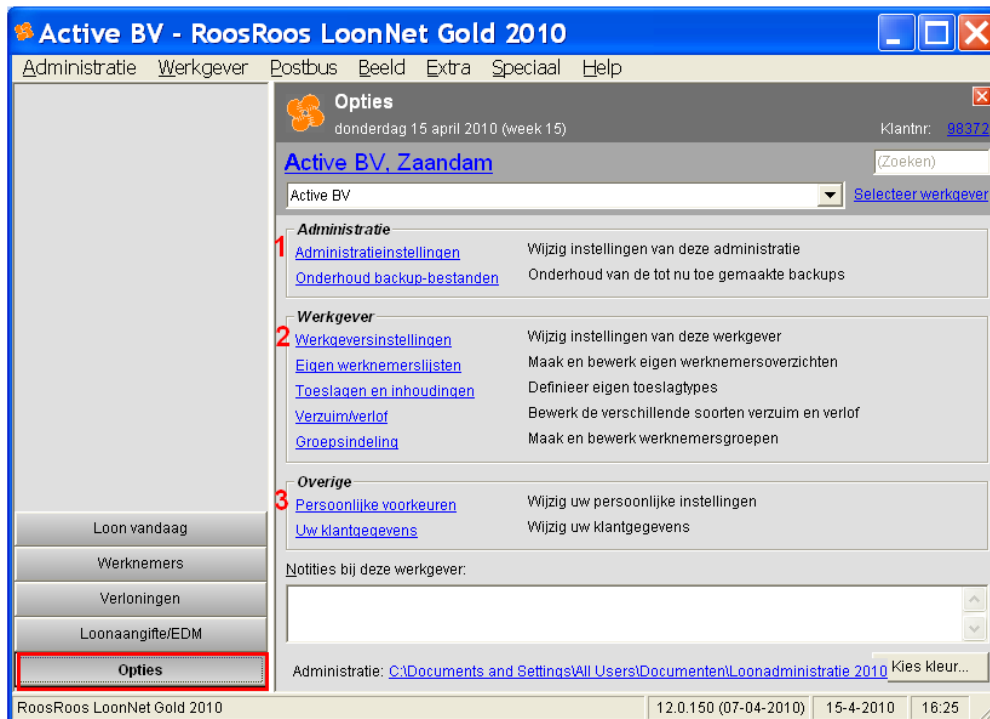 Active BV - RoosRoos LoonNet Gold 2010
Administratie Werkgever Postbus Beeld Extra Speciaal Help
Opties
donderdag 15 april 2010 (week 15)
Klantnr: 98372
Active BV, Zaandam
(Zoeken)
Active BV
Selecteer werkgever
Administratie
1
Administratieinstellingen Wijzig instellingen van deze administratie
Onderhoud backup-bestanden Onderhoud van de tot nu toe gemaakte backups
Werkgever
2
Werkgeversinstellingen Wijzig instellingen van deze werkgever
Eigen werknemerslijsten Maak en bewerk eigen werknemersoverzichten
Toeslagen en inhoudingen Definieer eigen toeslagtypes
Verzuim/verlof Bewerk de verschillende soorten verzuim en verlof
Groepsindeling Maak en bewerk werknemersgroepen
Overige
3
Persoonlijke voorkeuren Wijzig uw persoonlijke instellingen
Uw klantgegevens Wijzig uw klantgegevens
Loon vandaag
Werknemers
Verloningen
Loonaangifte/EDM
Opties
Notities bij deze werkgever:
Administratie: C:\Documents and Settings\All Users\Documenten\Loonadministratie 2010
Kies kleur...
RoosRoos LoonNet Gold 2010
12.0.150 (07-04-2010) 15-4-2010 16:25